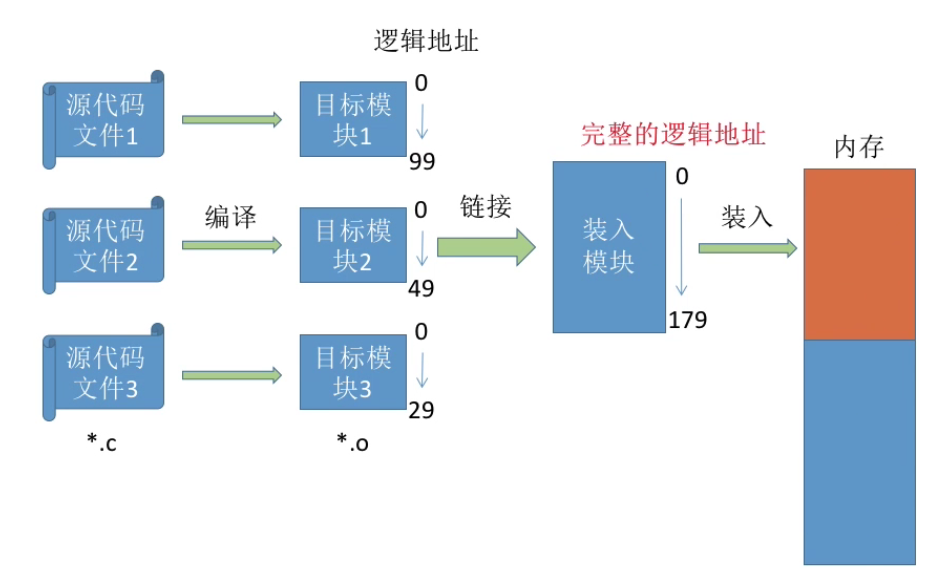 逻辑地址
源代码
文件1
目标模
块1
0
99
源代码
文件2
编译
目标模
块2
0
49
链接
源代码
文件3
目标模
块3
0
29
*.c
*.o
完整的逻辑地址
装入
模块
0
179
装入
内存